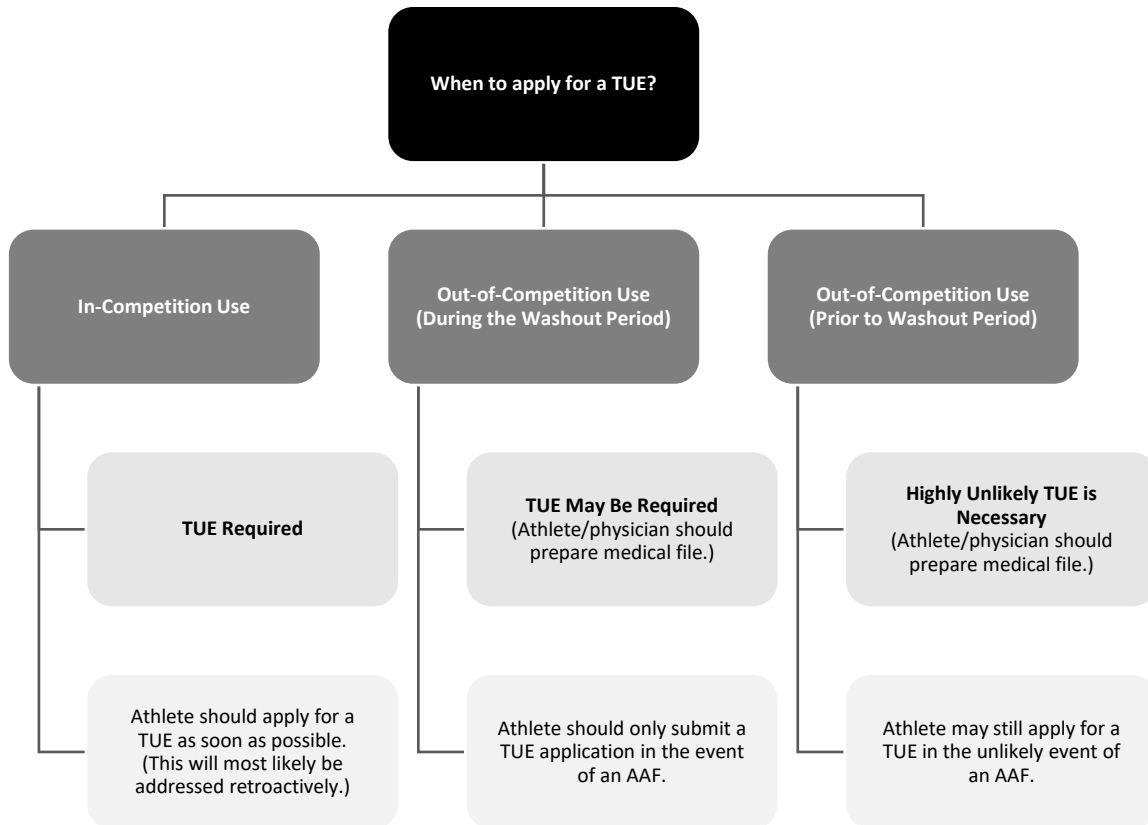 When to apply for a TUE?
In-Competition Use
Out-of-Competition Use
(During the Washout Period)
Out-of-Competition Use
(Prior to Washout Period)
TUE Required
TUE May Be Required
(Athlete/physician should
prepare medical file.)
Highly Unlikely TUE is
Necessary
(Athlete/physician should
prepare medical file.)
Athlete should apply for a
TUE as soon as possible.
(This will most likely be
addressed retroactively.)
Athlete should only submit a
TUE application in the event
of an AAF.
Athlete may still apply for a
TUE in the unlikely event of
an AAF.